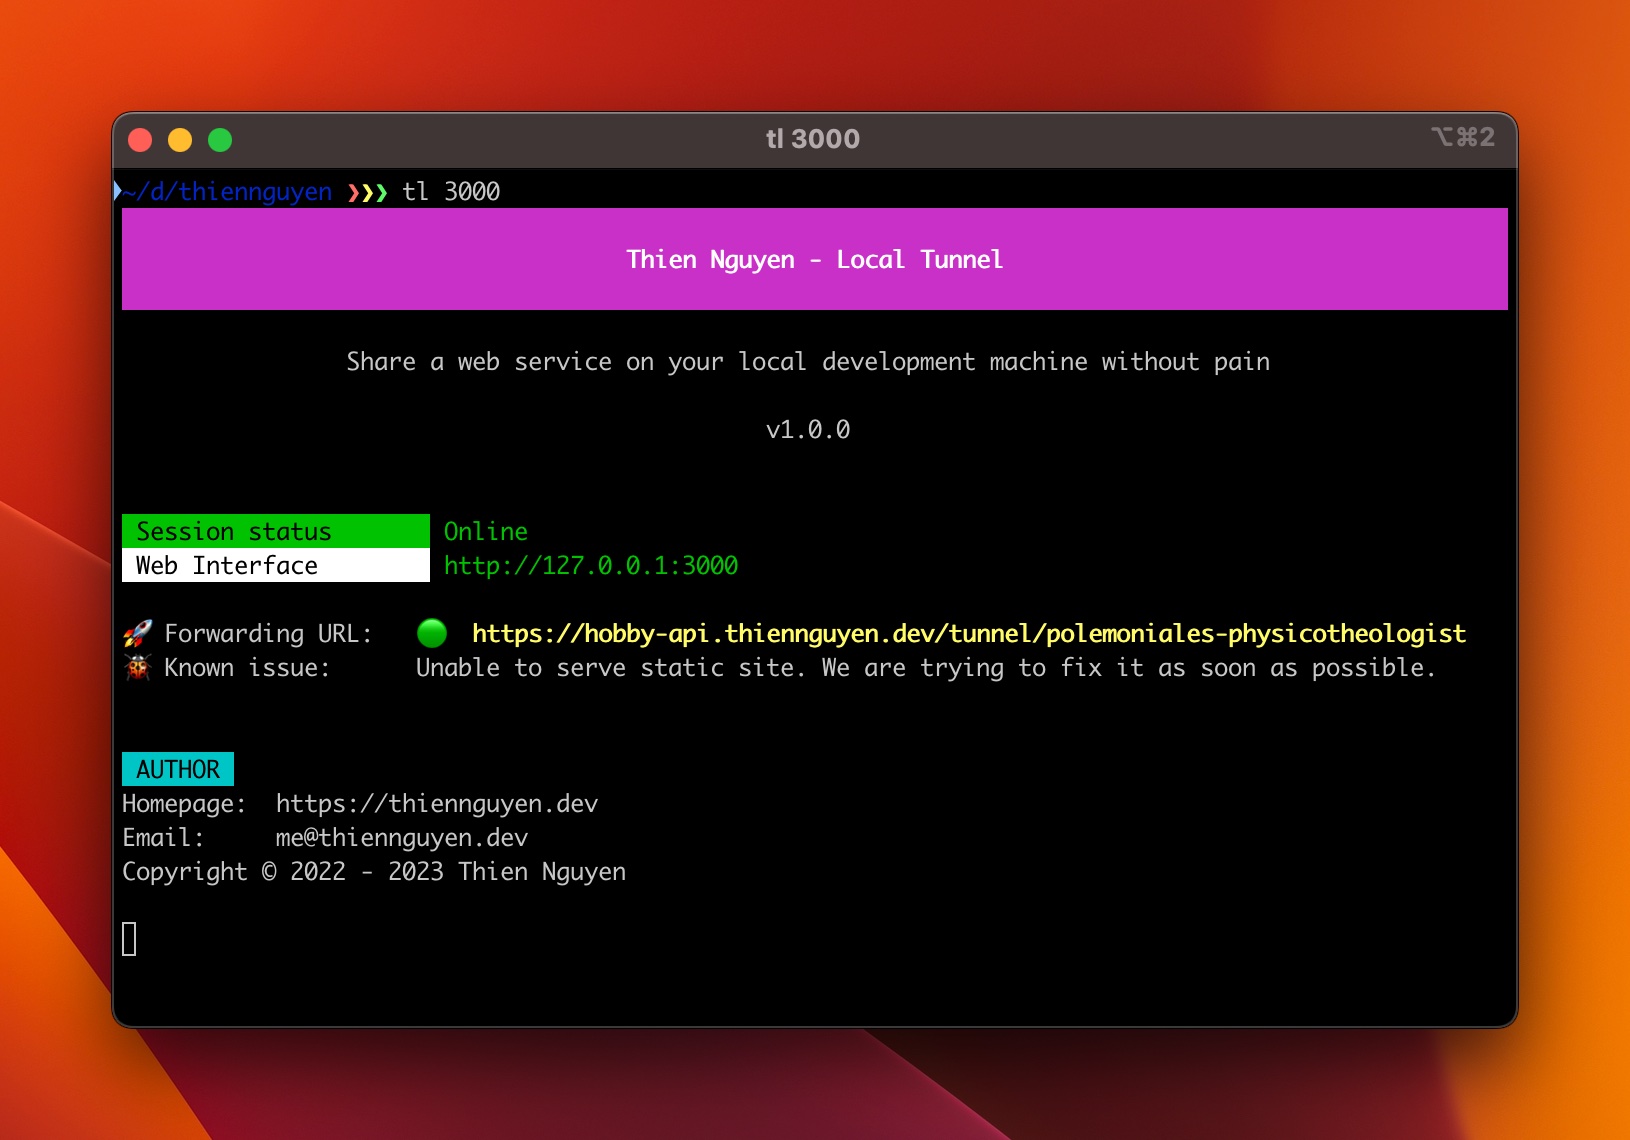 tl 3000
⌥⌘2
~/d/thiennguyen ❯❯❯ tl 3000
Thien Nguyen - Local Tunnel
Share a web service on your local development machine without pain
v1.0.0
Session status Online
Web Interface http://127.0.0.1:3000
🚀 Forwarding URL: 🟢 https://hobby-api.thiennguyen.dev/tunnel/polemoniales-physicotheologist
🐞 Known issue: Unable to serve static site. We are trying to fix it as soon as possible.
AUTHOR
Homepage: https://thiennguyen.dev
Email: me@thiennguyen.dev
Copyright © 2022 - 2023 Thien Nguyen